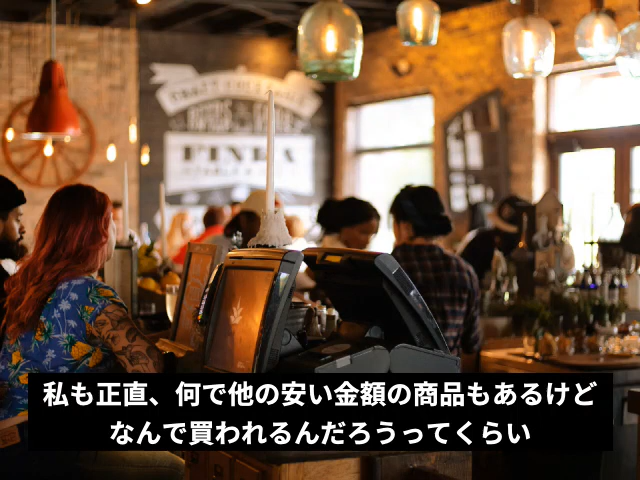 FINKA
私も正直、何で他の安い金額の商品もあるけど
なんで買われるんだろうってくらい